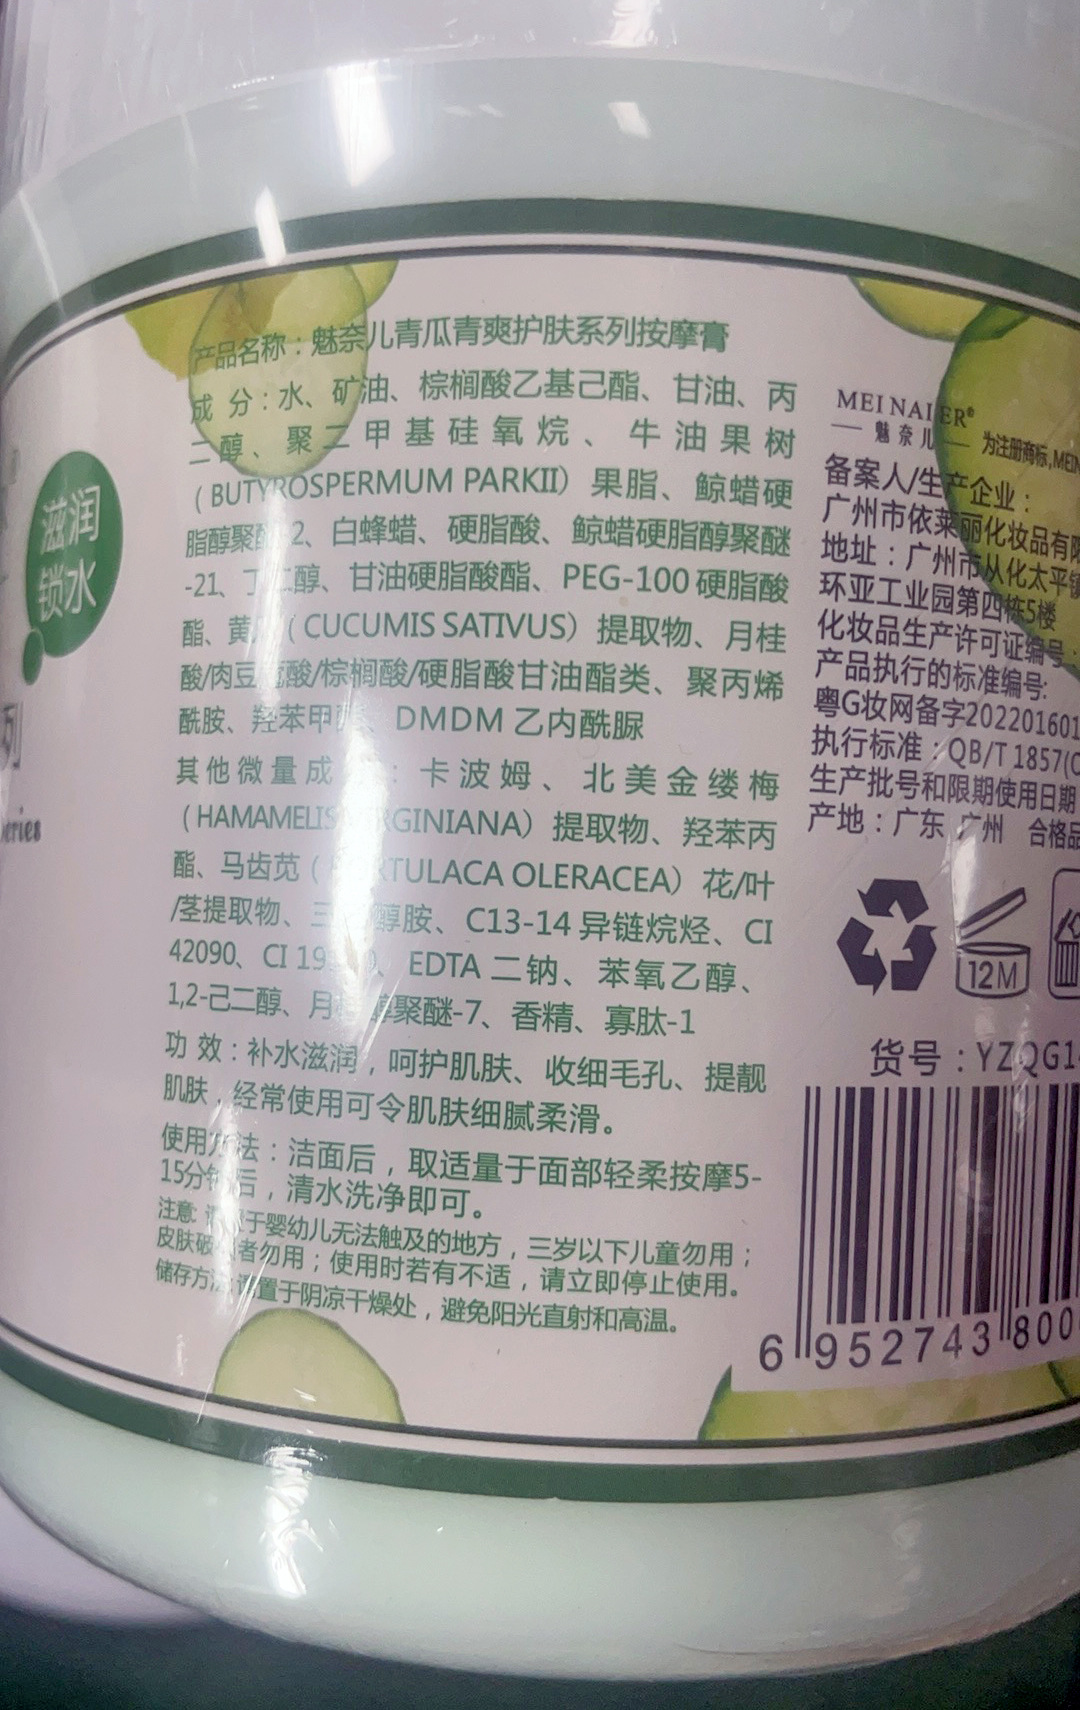 滋润
锁水
列
eries
产品名称：魅奈儿青瓜青爽护肤系列按摩膏
成 分：水、矿油、棕榈酸乙基己酯、甘油、丙
二醇、聚二甲基硅氧烷、牛油果树
（BUTYROSPERMUM PARKII）果脂、鲸蜡硬
脂醇聚醚-2、白蜂蜡、硬脂酸、鲸蜡硬脂醇聚醚
-21、丁二醇、甘油硬脂酸酯、PEG-100 硬脂酸
酯、黄（CUCUMIS SATIVUS）提取物、月桂
酸/肉豆蔻酸/棕榈酸/硬脂酸甘油酯类、聚丙烯
酰胺、羟苯甲、DMDM 乙内酰脲
其他微量成：卡波姆、北美金缕梅
（HAMAMELIS GINIANA）提取物、羟苯丙
酯、马齿苋（TULACA OLERACEA）花/叶
/茎提取物、三醇胺、C13-14 异链烷烃、CI
42090、CI 19、EDTA 二钠、苯氧乙醇、
1,2-己二醇、月桂醇聚醚-7、香精、寡肽-1
功 效：补水滋润，呵护肌肤、收细毛孔、提靓
肌肤，经常使用可令肌肤细腻柔滑。
使用方法：洁面后，取适量于面部轻柔按摩5-
15分钟后，清水洗净即可。
注意：于婴幼儿无法触及的地方，三岁以下儿童勿用；
皮肤破者勿用；使用时若有不适，请立即停止使用。
储存方法：请置于阴凉干燥处，避免阳光直射和高温。
MEI NAI ER®
魅奈儿
为注册商标,MEIN
备案人/生产企业：
广州市依莱丽化妆品有限
地址：广州市从化太平镇
环亚工业园第四栋5楼
化妆品生产许可证编号：
产品执行的标准编号:
粤G妆网备字202201601
执行标准：QB/T 1857(O
生产批号和限期使用日期
产地：广东 广州 合格品
12M
货号：YZQG1
6 952743 800